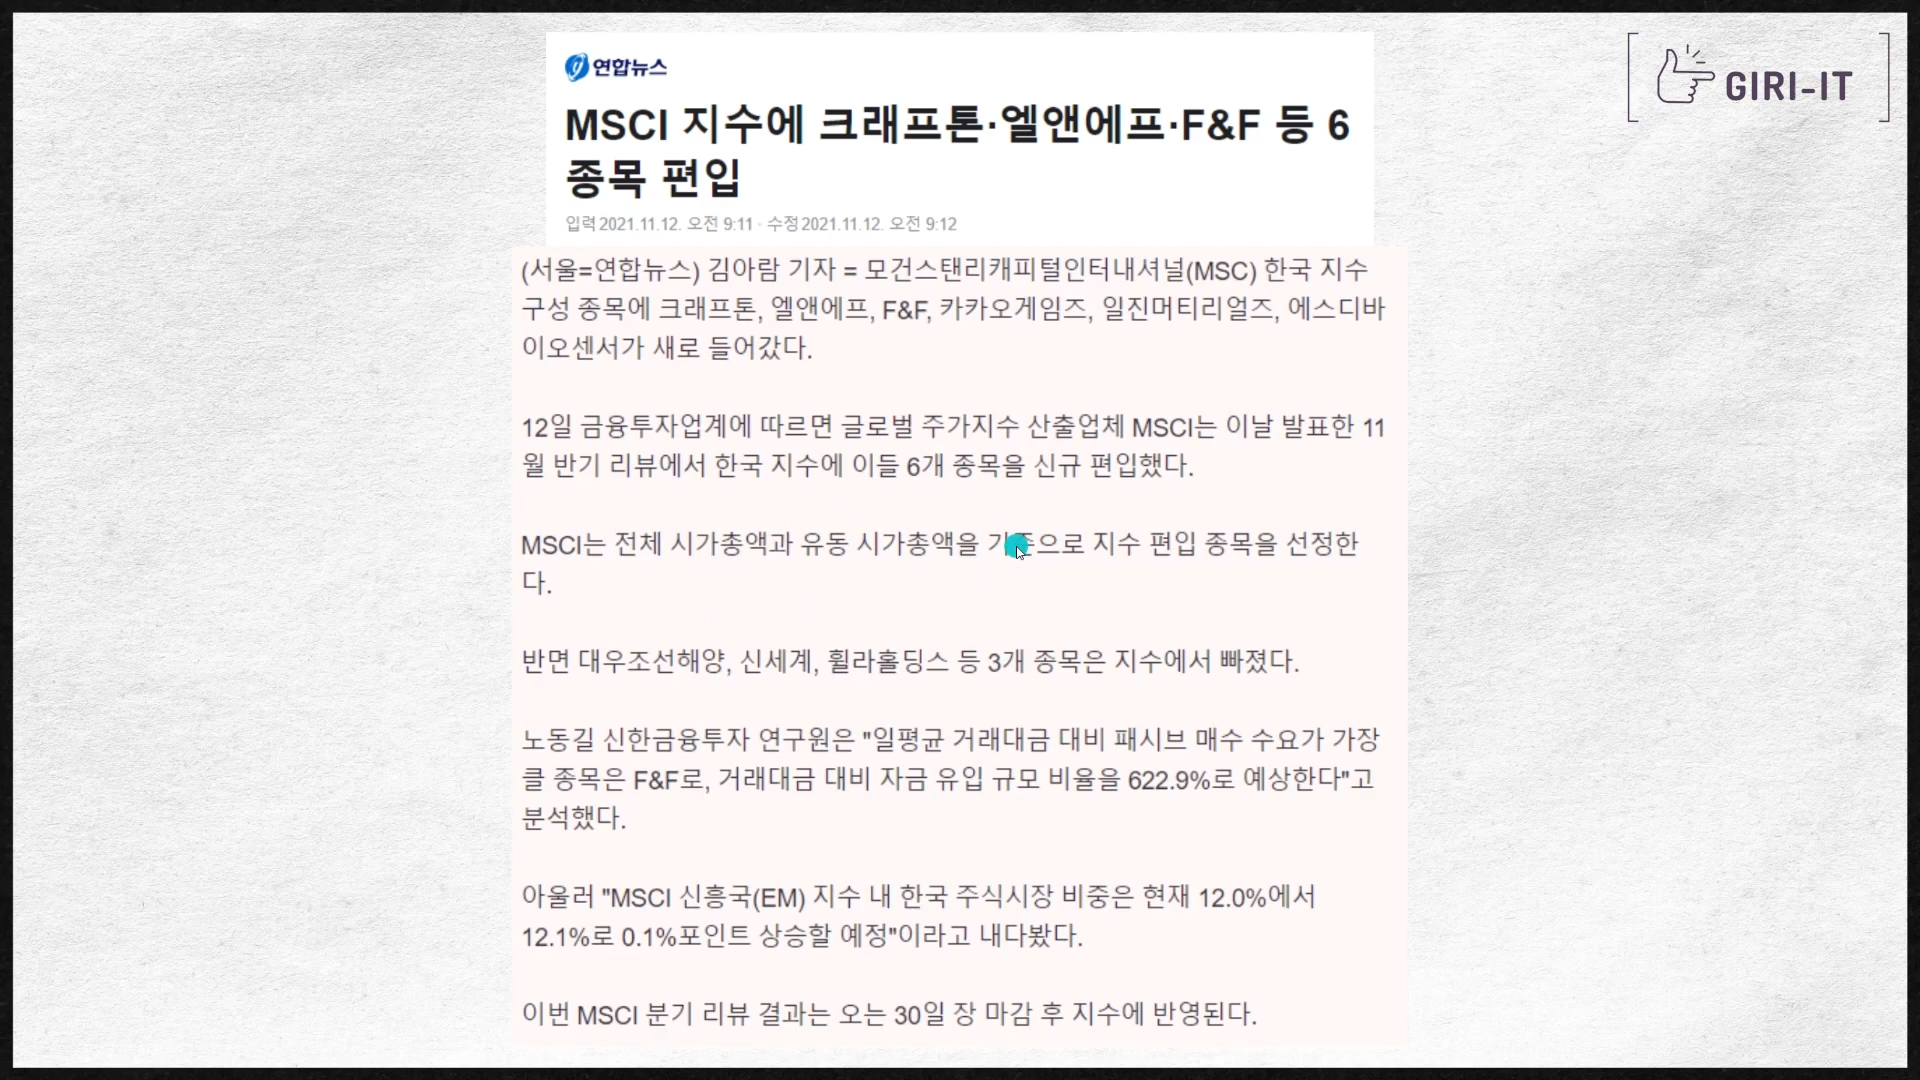 연합뉴스
GIRI-IT
MSCI 지수에 크래프톤·엘앤에프·F&F 등 6
종목 편입
입력 2021.11.12. 오전 9:11 · 수정 2021.11.12. 오전 9:12
(서울=연합뉴스) 김아람 기자 = 모건스탠리캐피털인터내셔널(MSC) 한국 지수
구성 종목에 크래프톤, 엘앤에프, F&F, 카카오게임즈, 일진머티리얼즈, 에스디바
이오센서가 새로 들어갔다.
12일 금융투자업계에 따르면 글로벌 주가지수 산출업체 MSCI는 이날 발표한 11
월 반기 리뷰에서 한국 지수에 이들 6개 종목을 신규 편입했다.
MSCI는 전체 시가총액과 유동 시가총액을 기준으로 지수 편입 종목을 선정한
다.
반면 대우조선해양, 신세계, 휠라홀딩스 등 3개 종목은 지수에서 빠졌다.
노동길 신한금융투자 연구원은 "일평균 거래대금 대비 패시브 매수 수요가 가장
클 종목은 F&F로, 거래대금 대비 자금 유입 규모 비율을 622.9%로 예상한다"고
분석했다.
아울러 "MSCI 신흥국(EM) 지수 내 한국 주식시장 비중은 현재 12.0%에서
12.1%로 0.1%포인트 상승할 예정"이라고 내다봤다.
이번 MSCI 분기 리뷰 결과는 오는 30일 장 마감 후 지수에 반영된다.